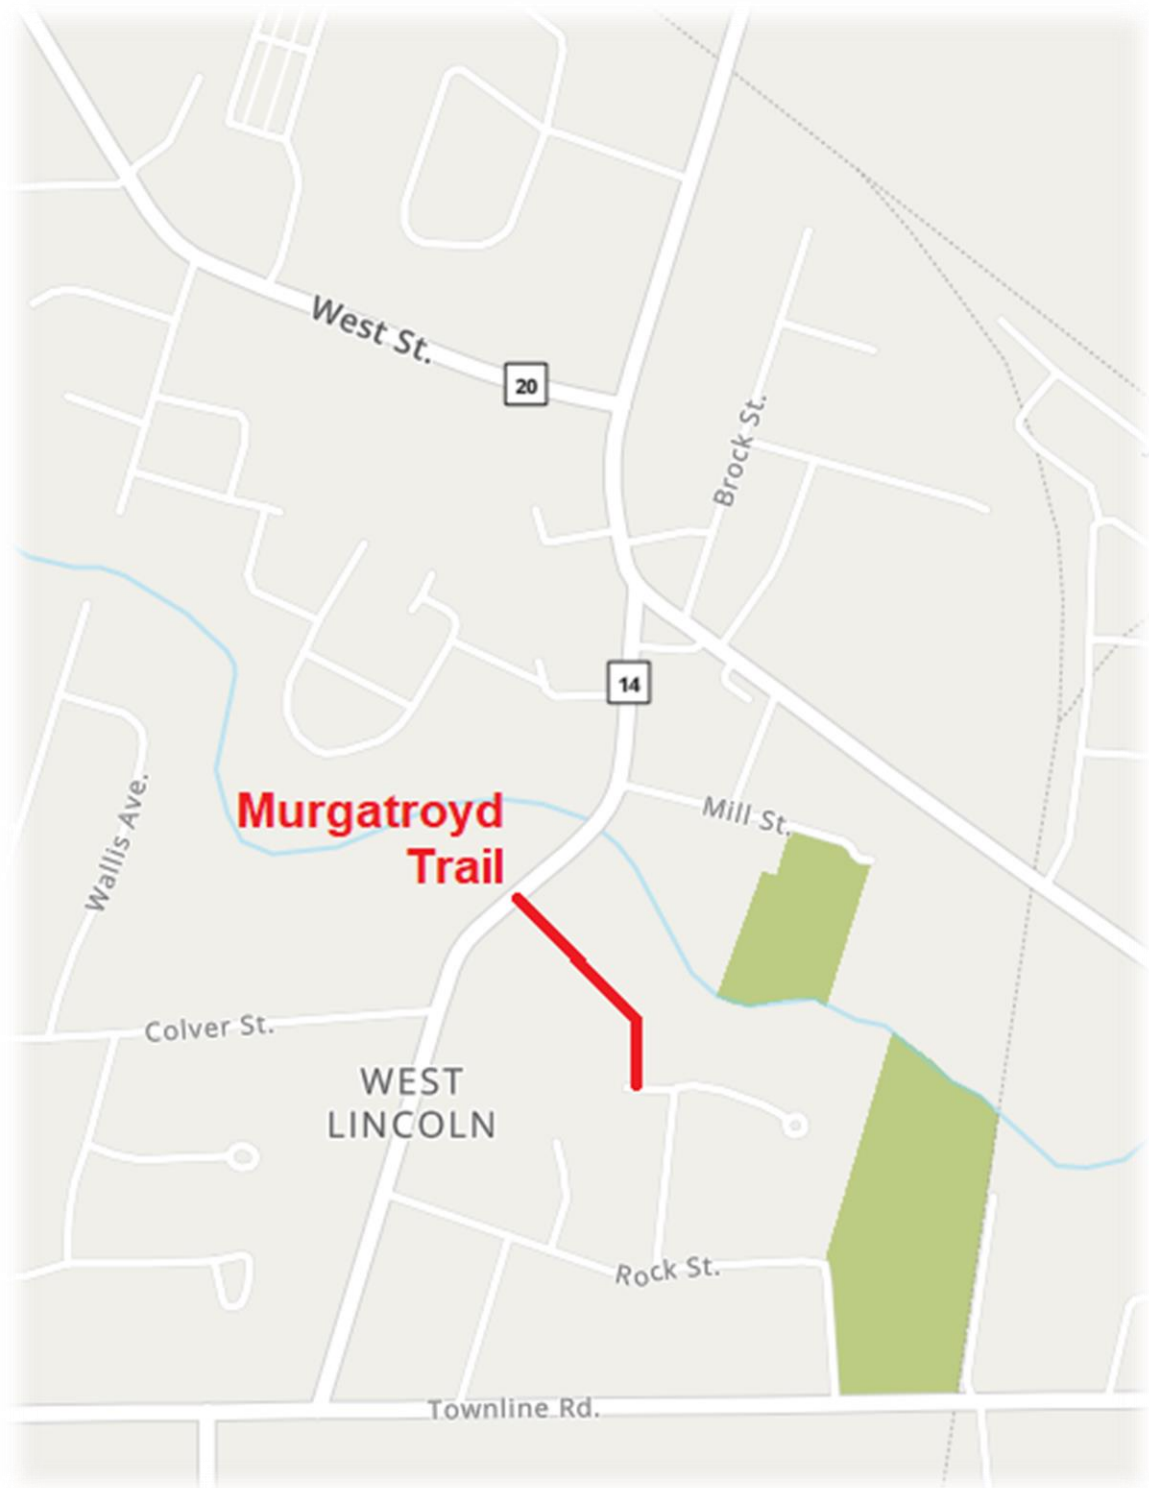 West St.
20
Brock St.
14
Murgatroyd
Trail
Mill St.
Wallis Ave.
Colver St.
WEST
LINCOLN
Rock St.
Townline Rd.